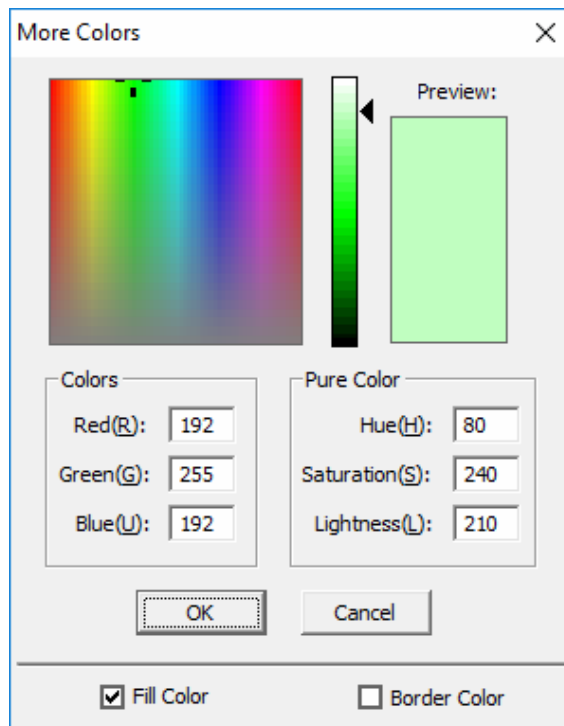 More Colors
Preview:
Colors
Red(R): 192
Green(G): 255
Blue(U): 192
Pure Color
Hue(H): 80
Saturation(S): 240
Lightness(L): 210
OK
Cancel
Fill Color
Border Color